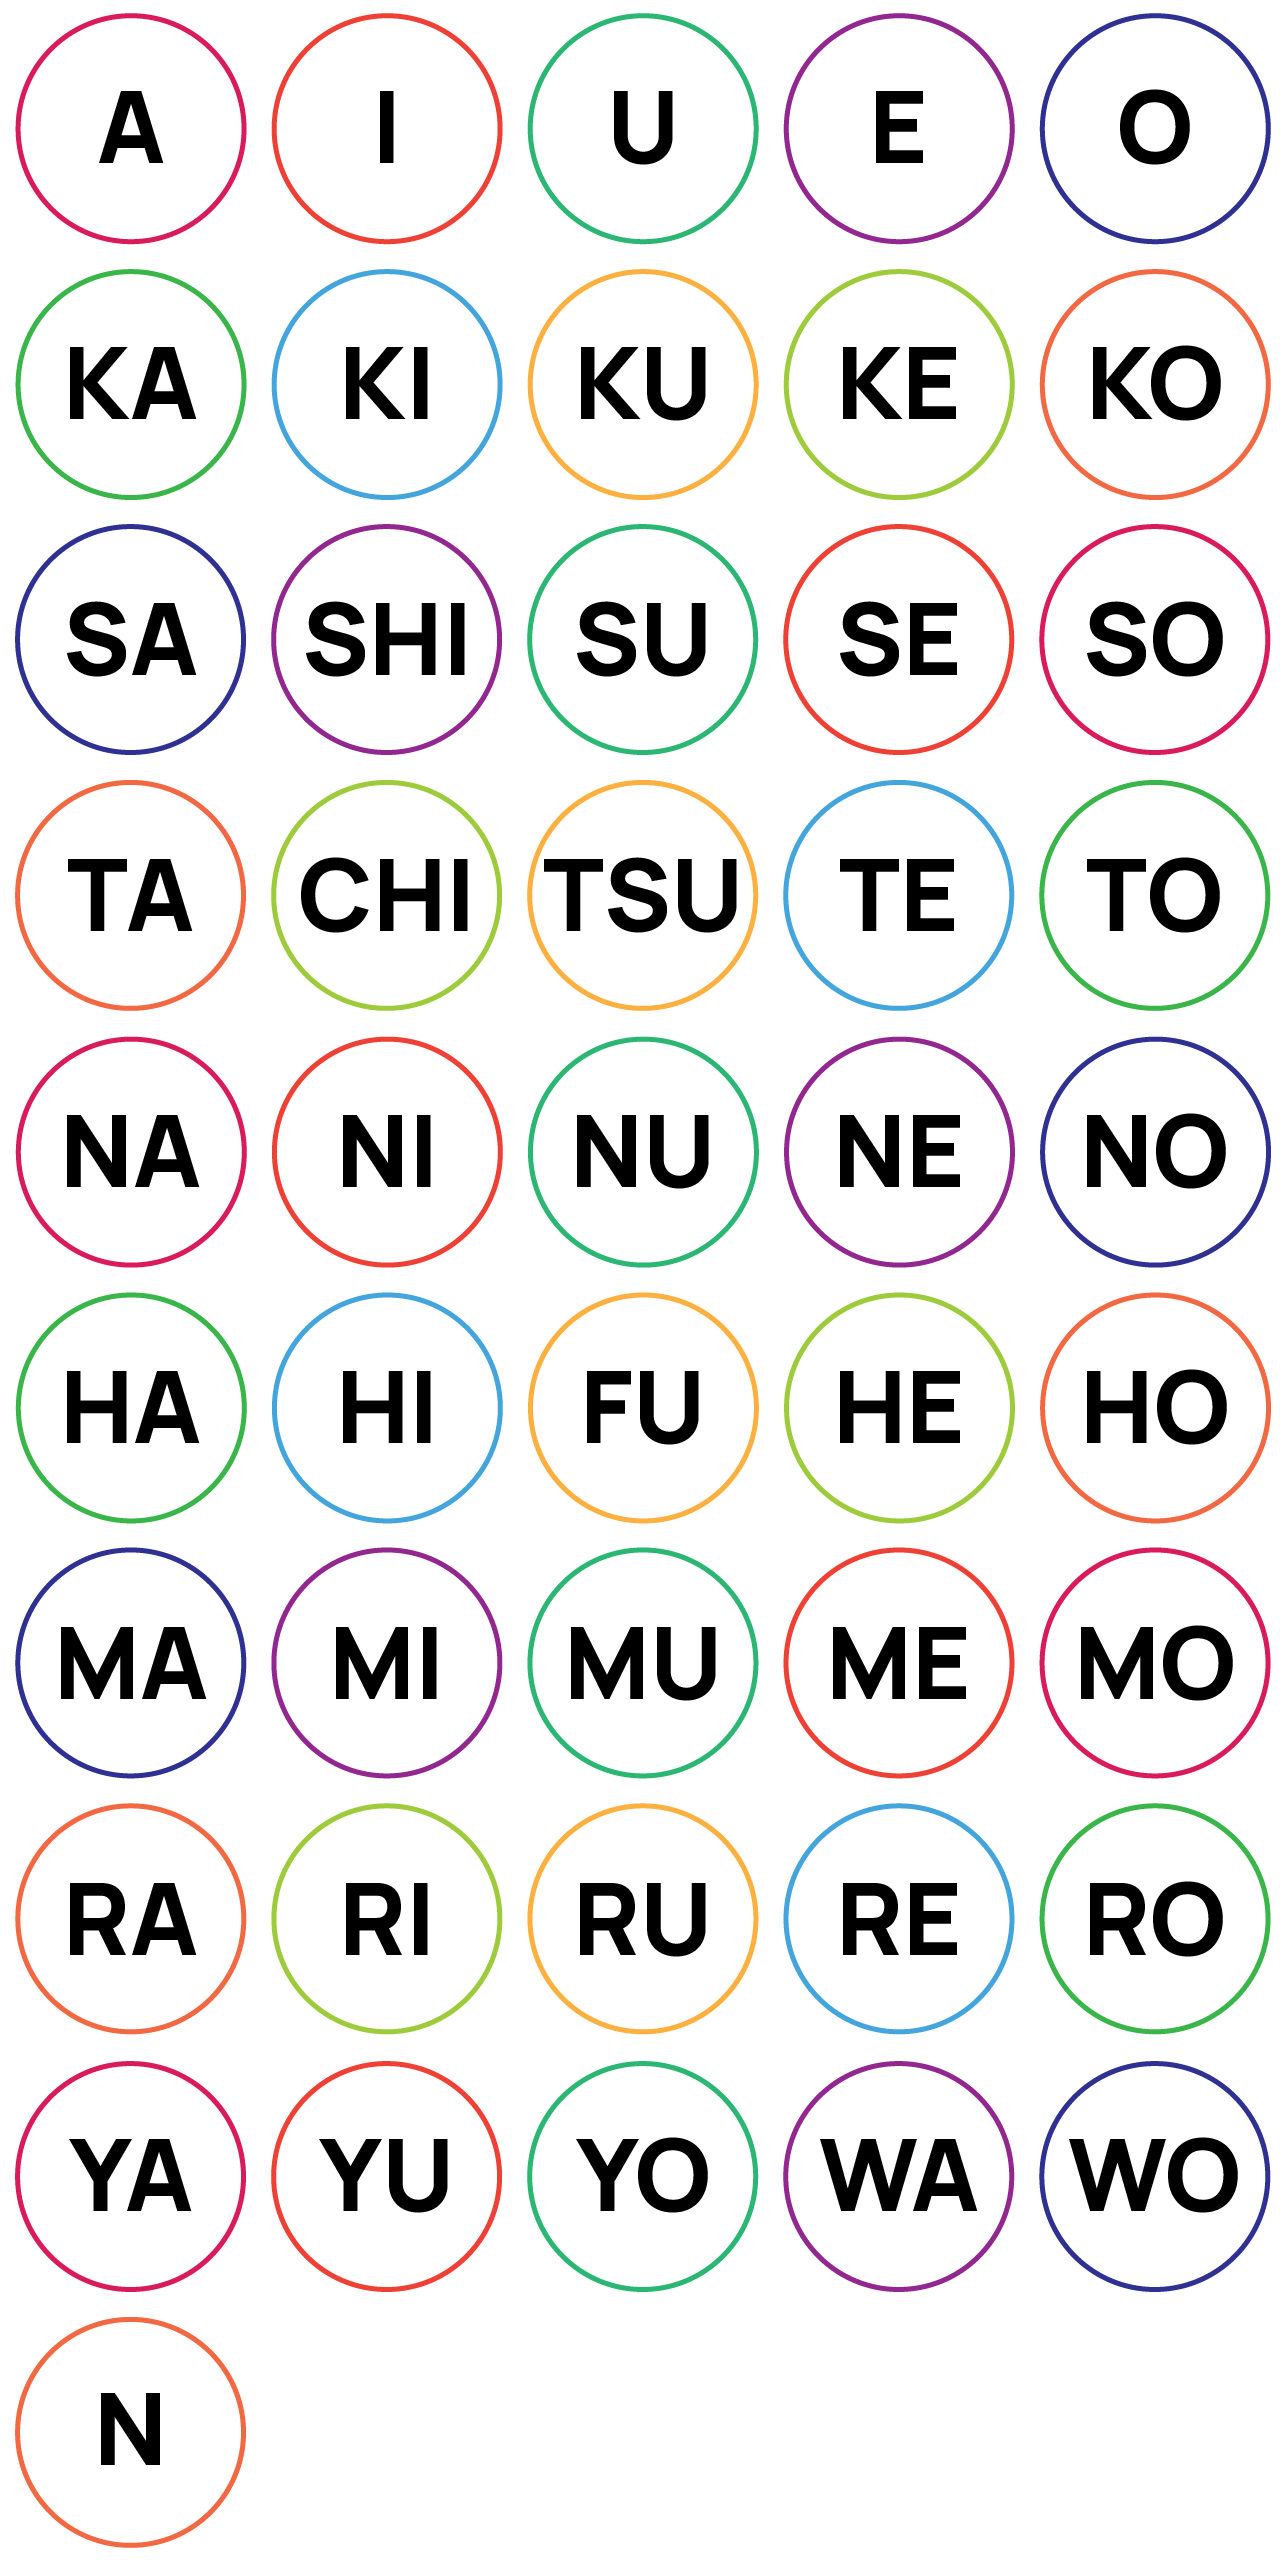 A I U E O
KA KI KU KE KO
SA SHI SU SE SO
TA CHI TSU TE TO
NA NI NU NE NO
HA HI FU HE HO
MA MI MU ME MO
RA RI RU RE RO
YA YU YO WA WO
N